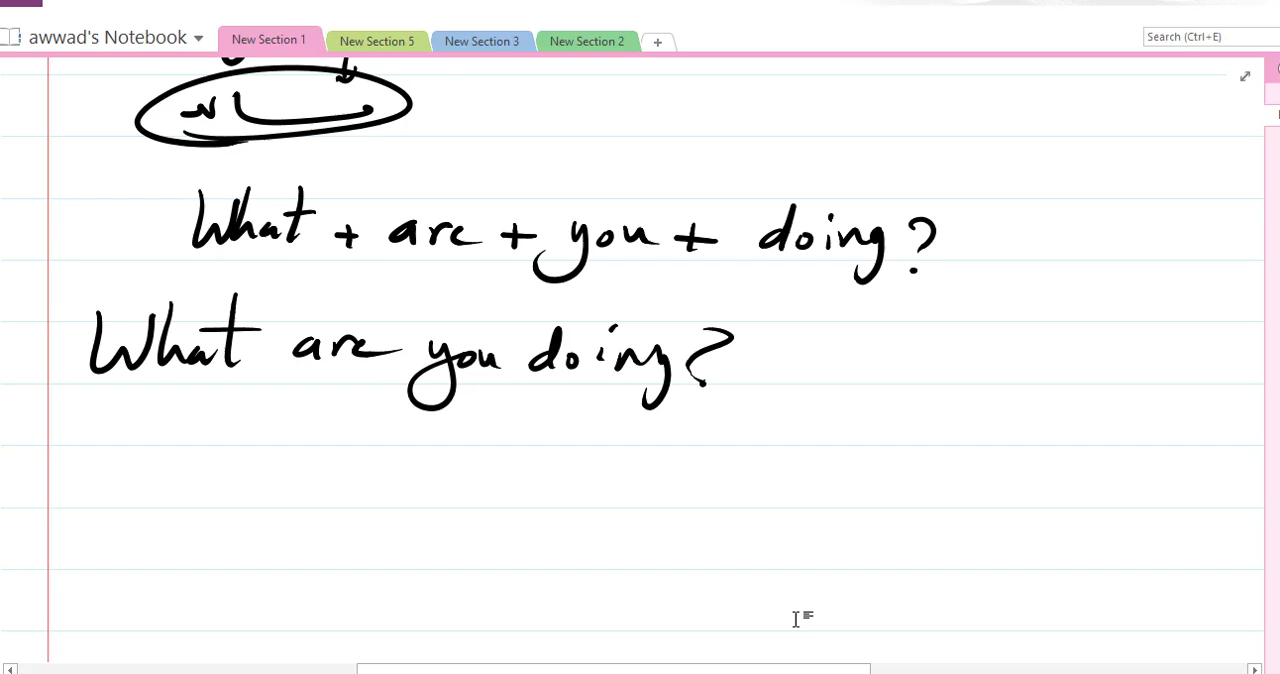 awwad's Notebook New Section 1 New Section 5 New Section 3 New Section 2 + Search (Ctrl+E)
What + are + you + doing?
What are you doing?